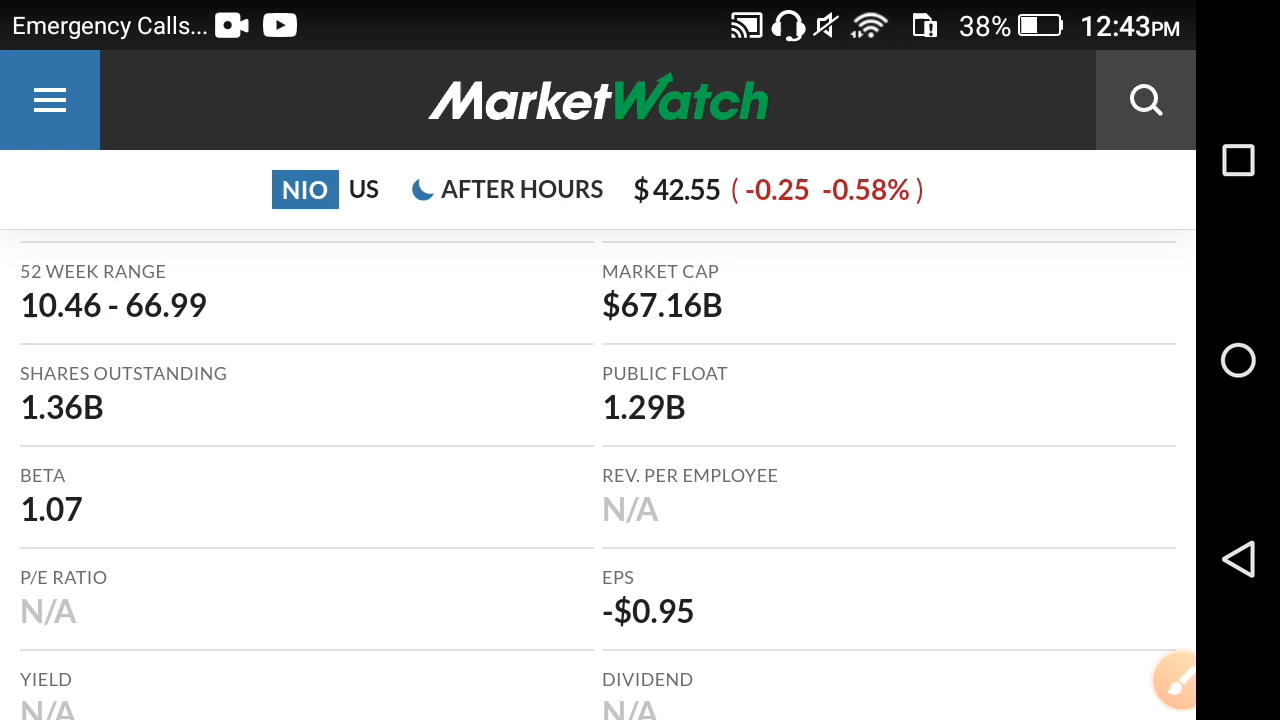 Emergency Calls... 38% 12:43PM
MarketWatch
NIO US AFTER HOURS $42.55 ( -0.25 -0.58% )
52 WEEK RANGE
10.46 - 66.99
MARKET CAP
$67.16B
SHARES OUTSTANDING
1.36B
PUBLIC FLOAT
1.29B
BETA
1.07
REV. PER EMPLOYEE
N/A
P/E RATIO
N/A
EPS
-$0.95
YIELD
N/A
DIVIDEND
N/A